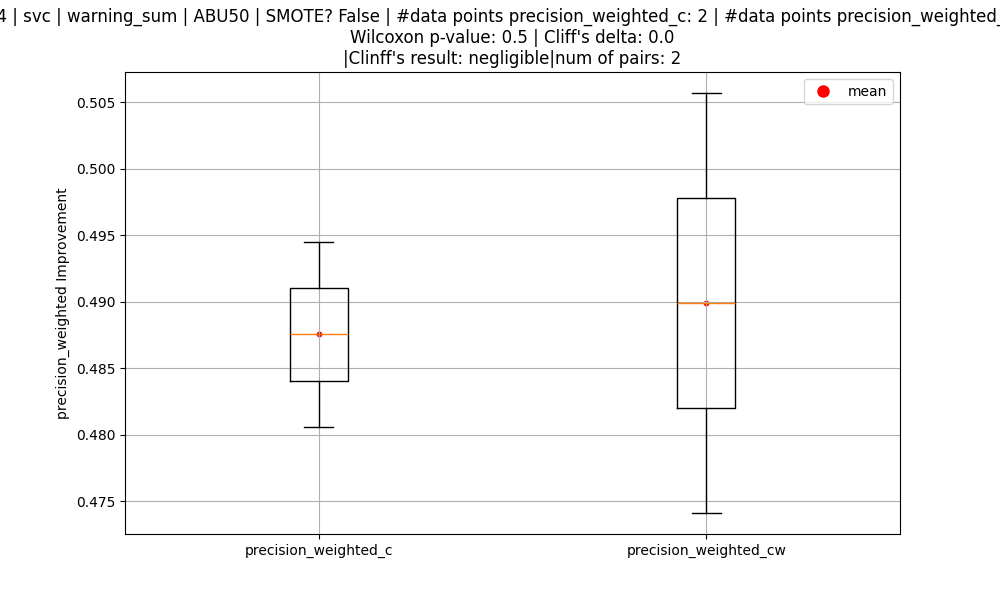 4 | svc | warning_sum | ABU50 | SMOTE? False | #data points precision_weighted_c: 2 | #data points precision_weighted_
Wilcoxon p-value: 0.5 | Cliff's delta: 0.0
|Clinff's result: negligible|num of pairs: 2
mean
0.505
0.500
0.495
0.490
0.485
0.480
0.475
precision_weighted Improvement
precision_weighted_c
precision_weighted_cw